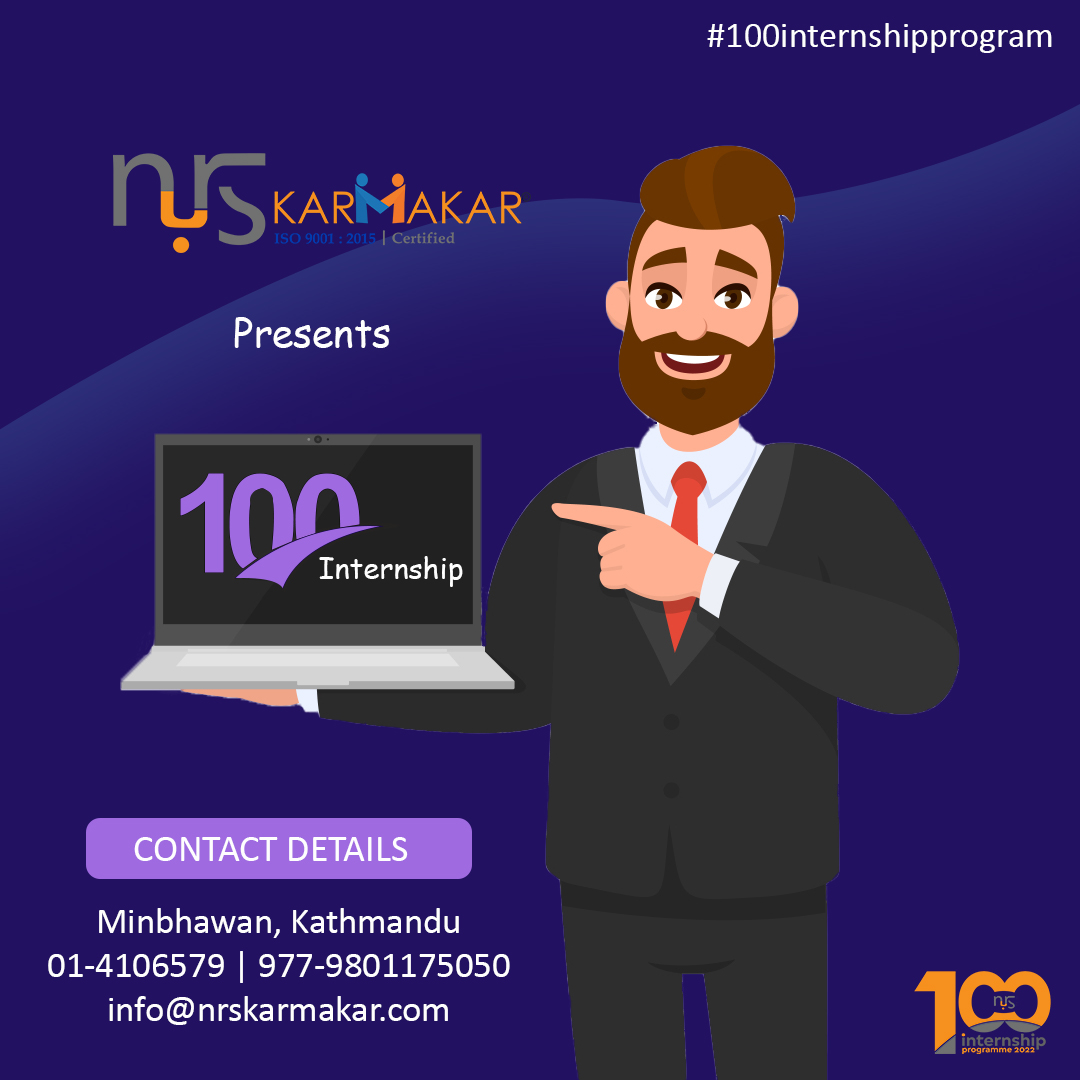 #100internshipprogram
nrs KARMAKAR
ISO 9001 : 2015 | Certified
Presents
100
Internship
CONTACT DETAILS
Minbhawan, Kathmandu
01-4106579 | 977-9801175050
info@nrskarmakar.com
100
nrs
internship
programme 2022